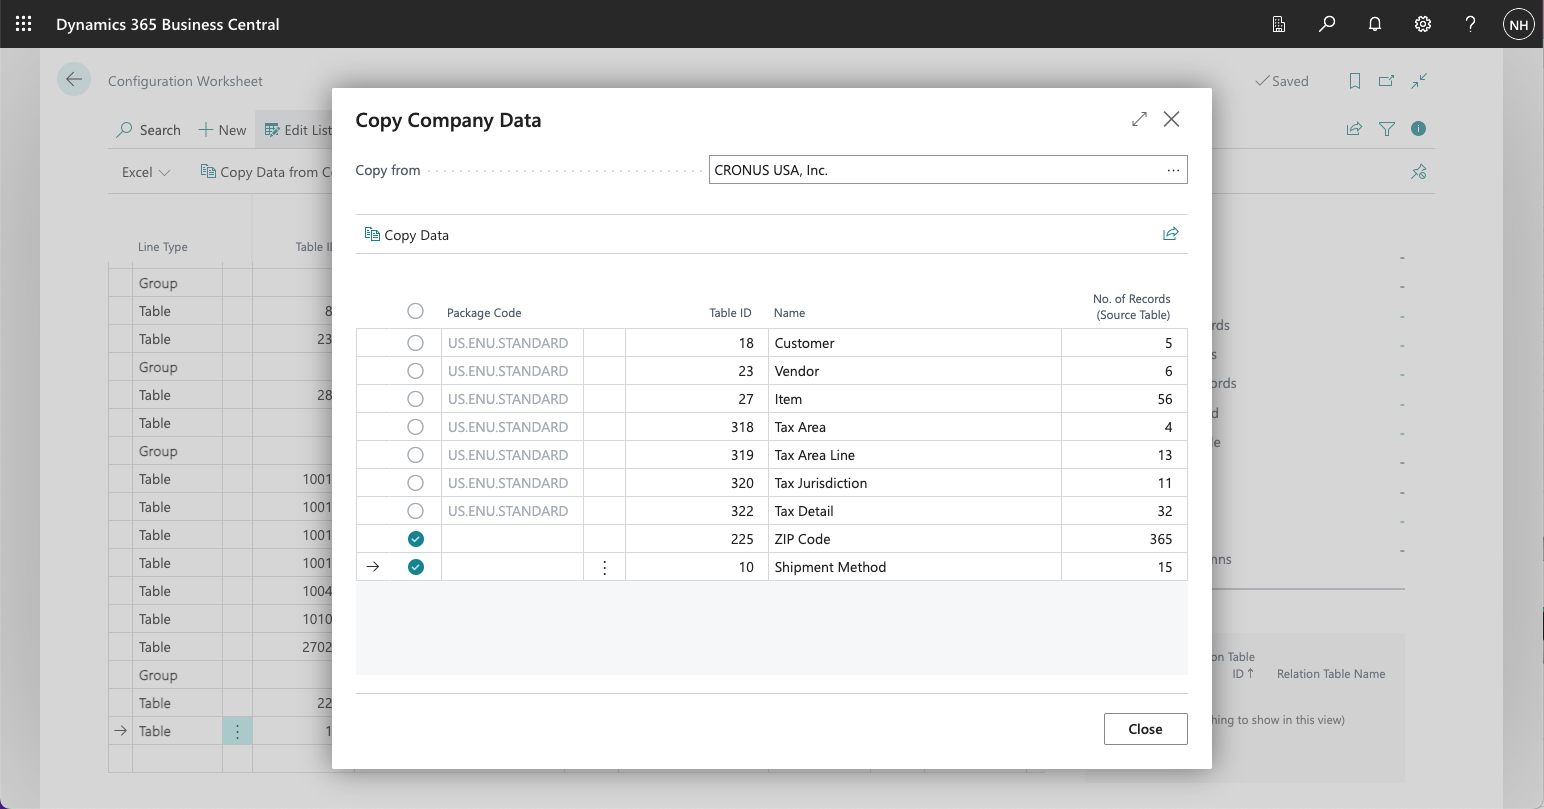 Dynamics 365 Business Central
NH
Configuration Worksheet
Saved
Search
New
Edit List
Excel
Copy Data from
Line Type
Table
Group
Table 8
Table 23
Group
Table 28
Table
Group
Table 1001
Table 1001
Table 1001
Table 1001
Table 1004
Table 1010
Table 2702
Group
Table 22
Table 1
Copy Company Data
Copy from
CRONUS USA, Inc.
Copy Data
Package Code Table ID Name No. of Records
(Source Table)
US.ENU.STANDARD 18 Customer 5
US.ENU.STANDARD 23 Vendor 6
US.ENU.STANDARD 27 Item 56
US.ENU.STANDARD 318 Tax Area 4
US.ENU.STANDARD 319 Tax Area Line 13
US.ENU.STANDARD 320 Tax Jurisdiction 11
US.ENU.STANDARD 322 Tax Detail 32
225 ZIP Code 365
10 Shipment Method 15
Close
on Table
ID ↑ Relation Table Name
hing to show in this view)